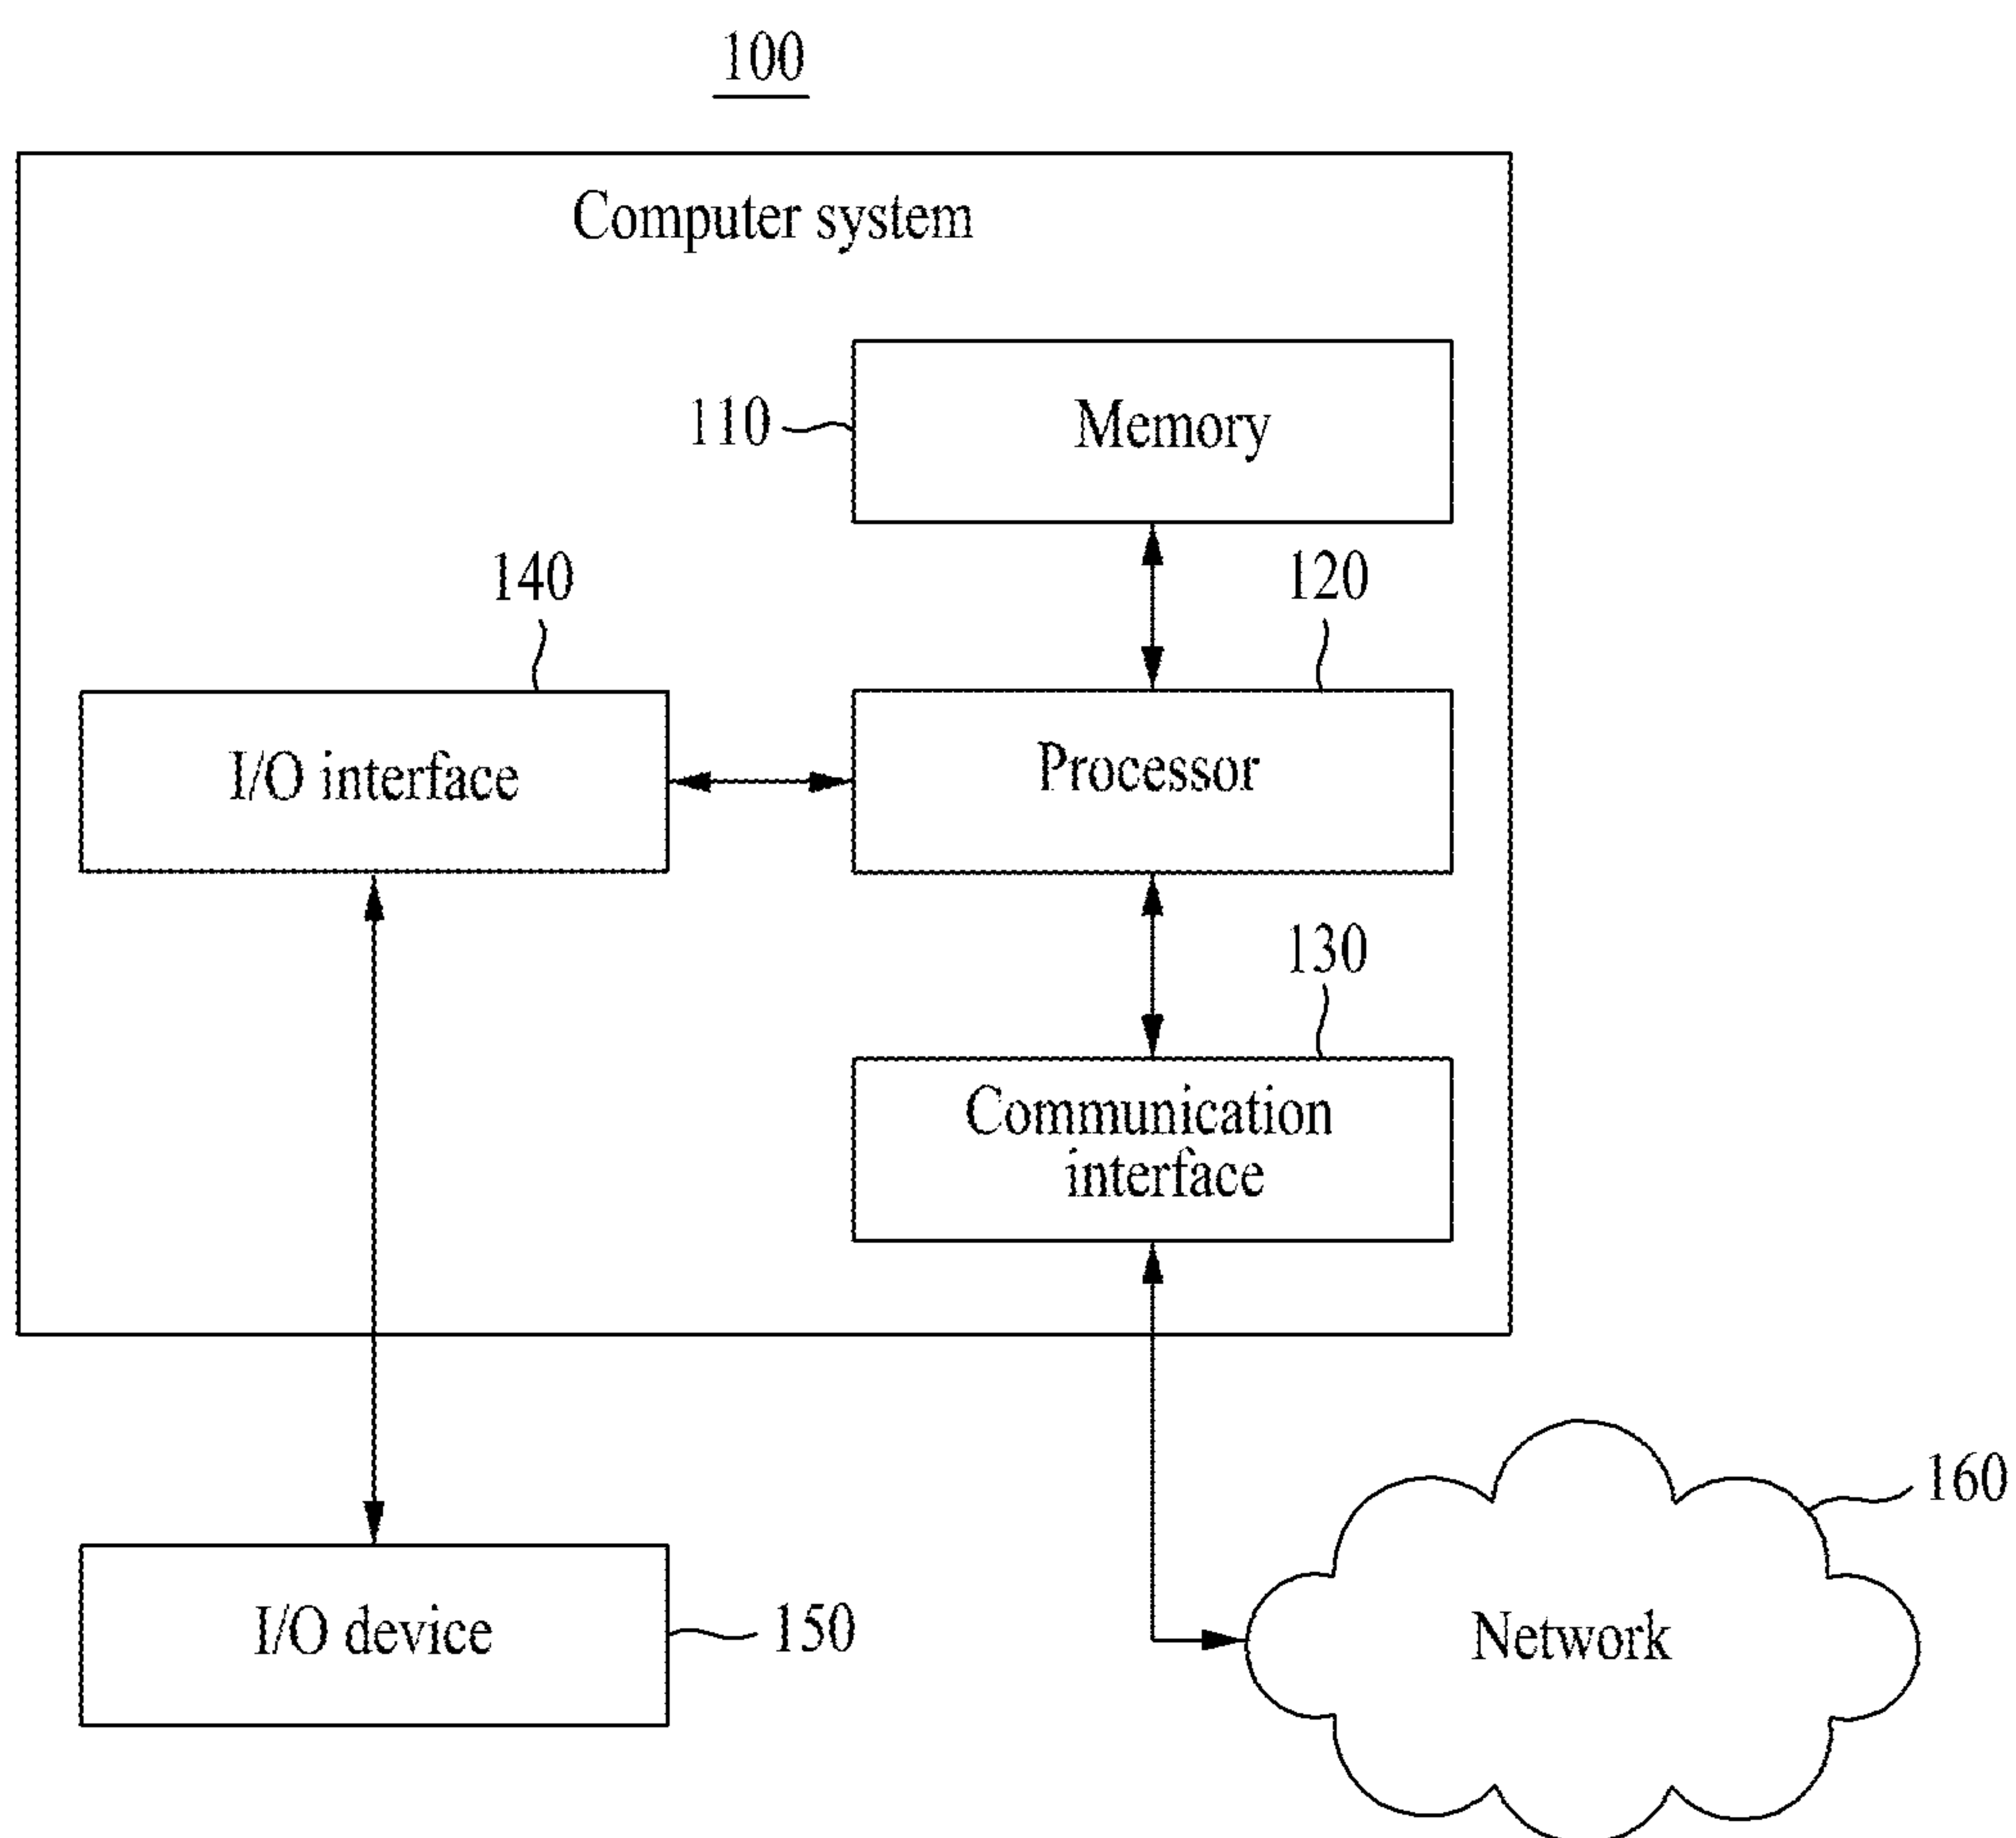 100
Computer system
110
Memory
140
120
I/O interface
Processor
130
Communication
interface
160
I/O device
150
Network